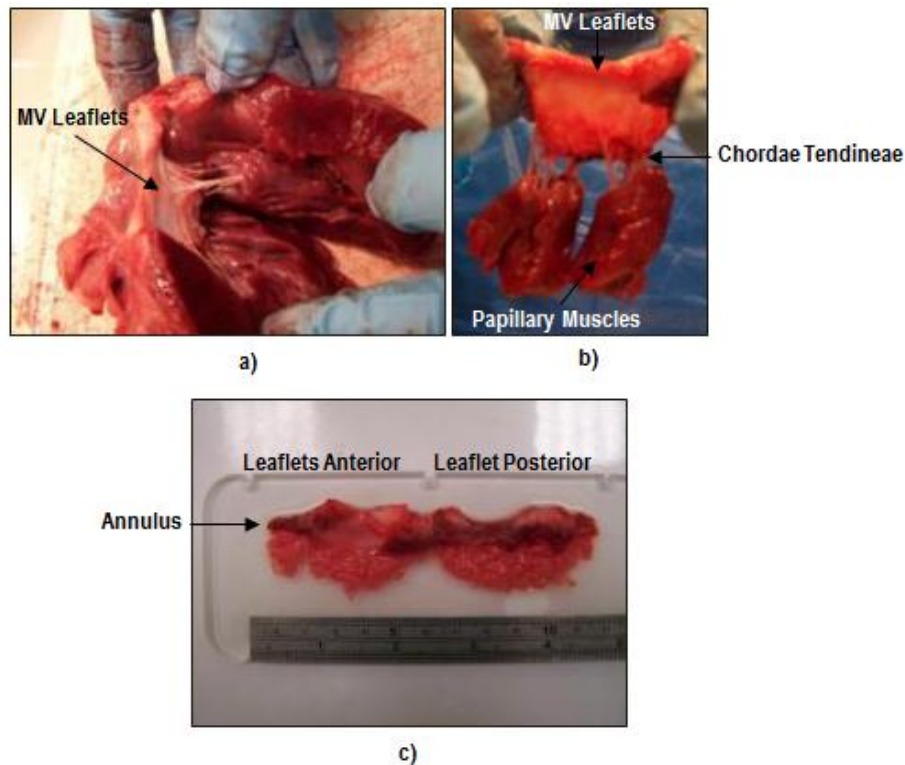 MV Leaflets
MV Leaflets
Chordae Tendineae
Papillary Muscles
a)
b)
Leaflets Anterior
Leaflet Posterior
Annulus
c)